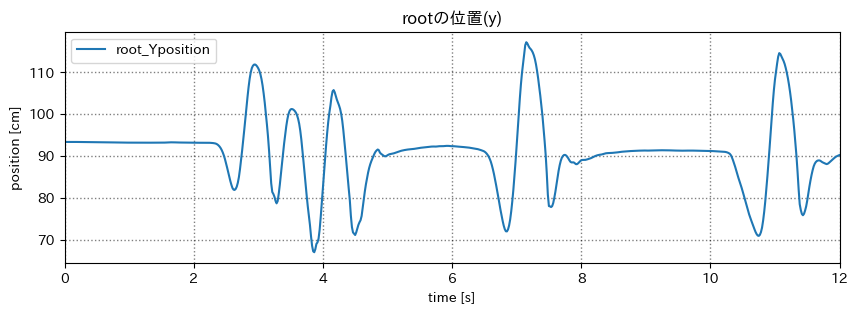 rootの位置(y)
root_Yposition
position [cm]
110
100
90
80
70
0 2 4 6 8 10 12
time [s]